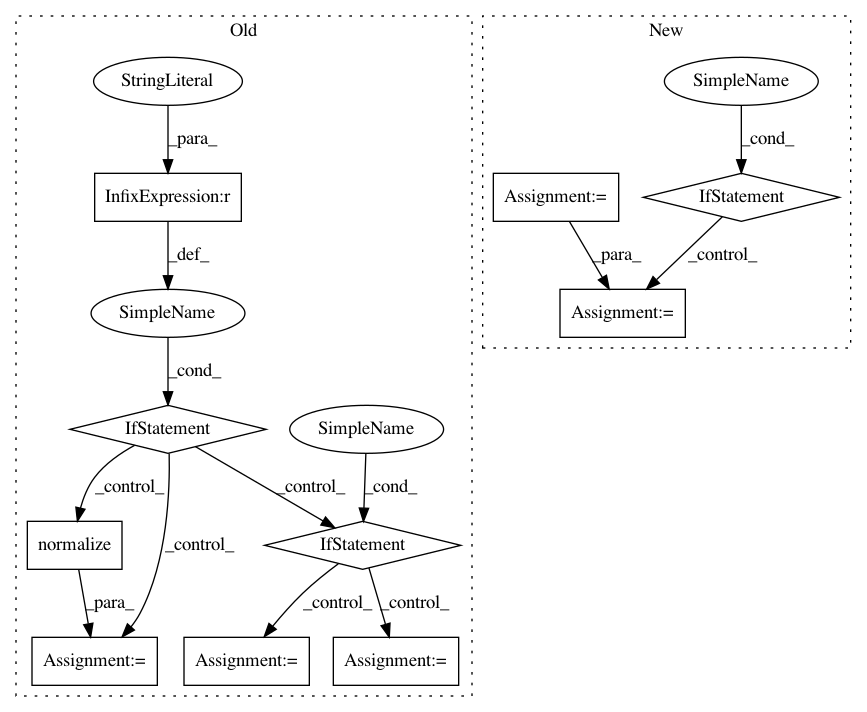 Old
New
StringLiteral
SimpleName
_para_
_cond_
InfixExpression:r
Assignment:=
IfStatement
_def_
_para_
_control_
SimpleName
Assignment:=
_cond_
IfStatement
SimpleName
_control_
_control_
_cond_
_control_
normalize
IfStatement
_para_
_control_
_control_
Assignment:=
Assignment:=
Assignment:=